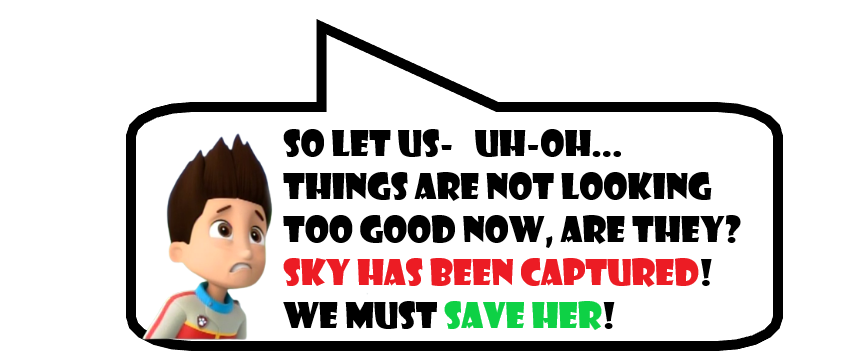 SO LET US- UH-OH...
THINGS ARE NOT LOOKING
TOO GOOD NOW, ARE THEY?
SKY HAS BEEN CAPTURED!
WE MUST SAVE HER!